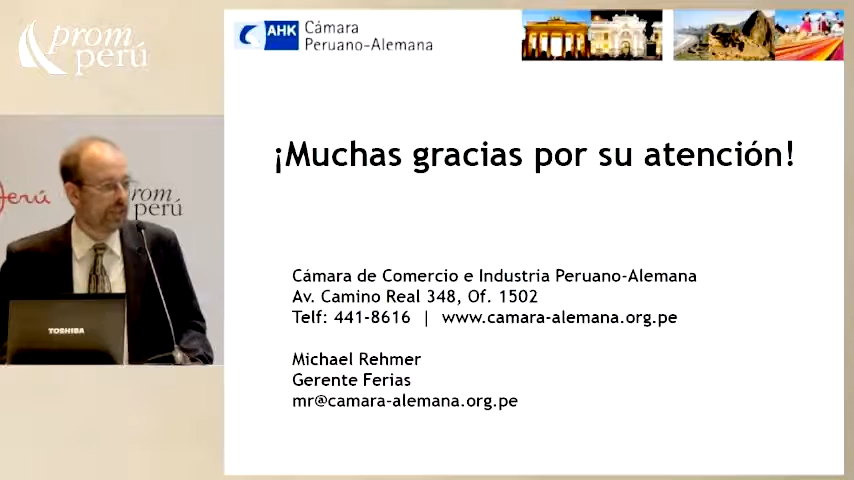 prom
perú
AHK
Cámara
Peruano-Alemana
¡Muchas gracias por su atención!
erú
rom
perú
TOSHIBA
Cámara de Comercio e Industria Peruano-Alemana
Av. Camino Real 348, Of. 1502
Telf: 441-8616 | www.camara-alemana.org.pe
Michael Rehmer
Gerente Ferias
mr@camara-alemana.org.pe